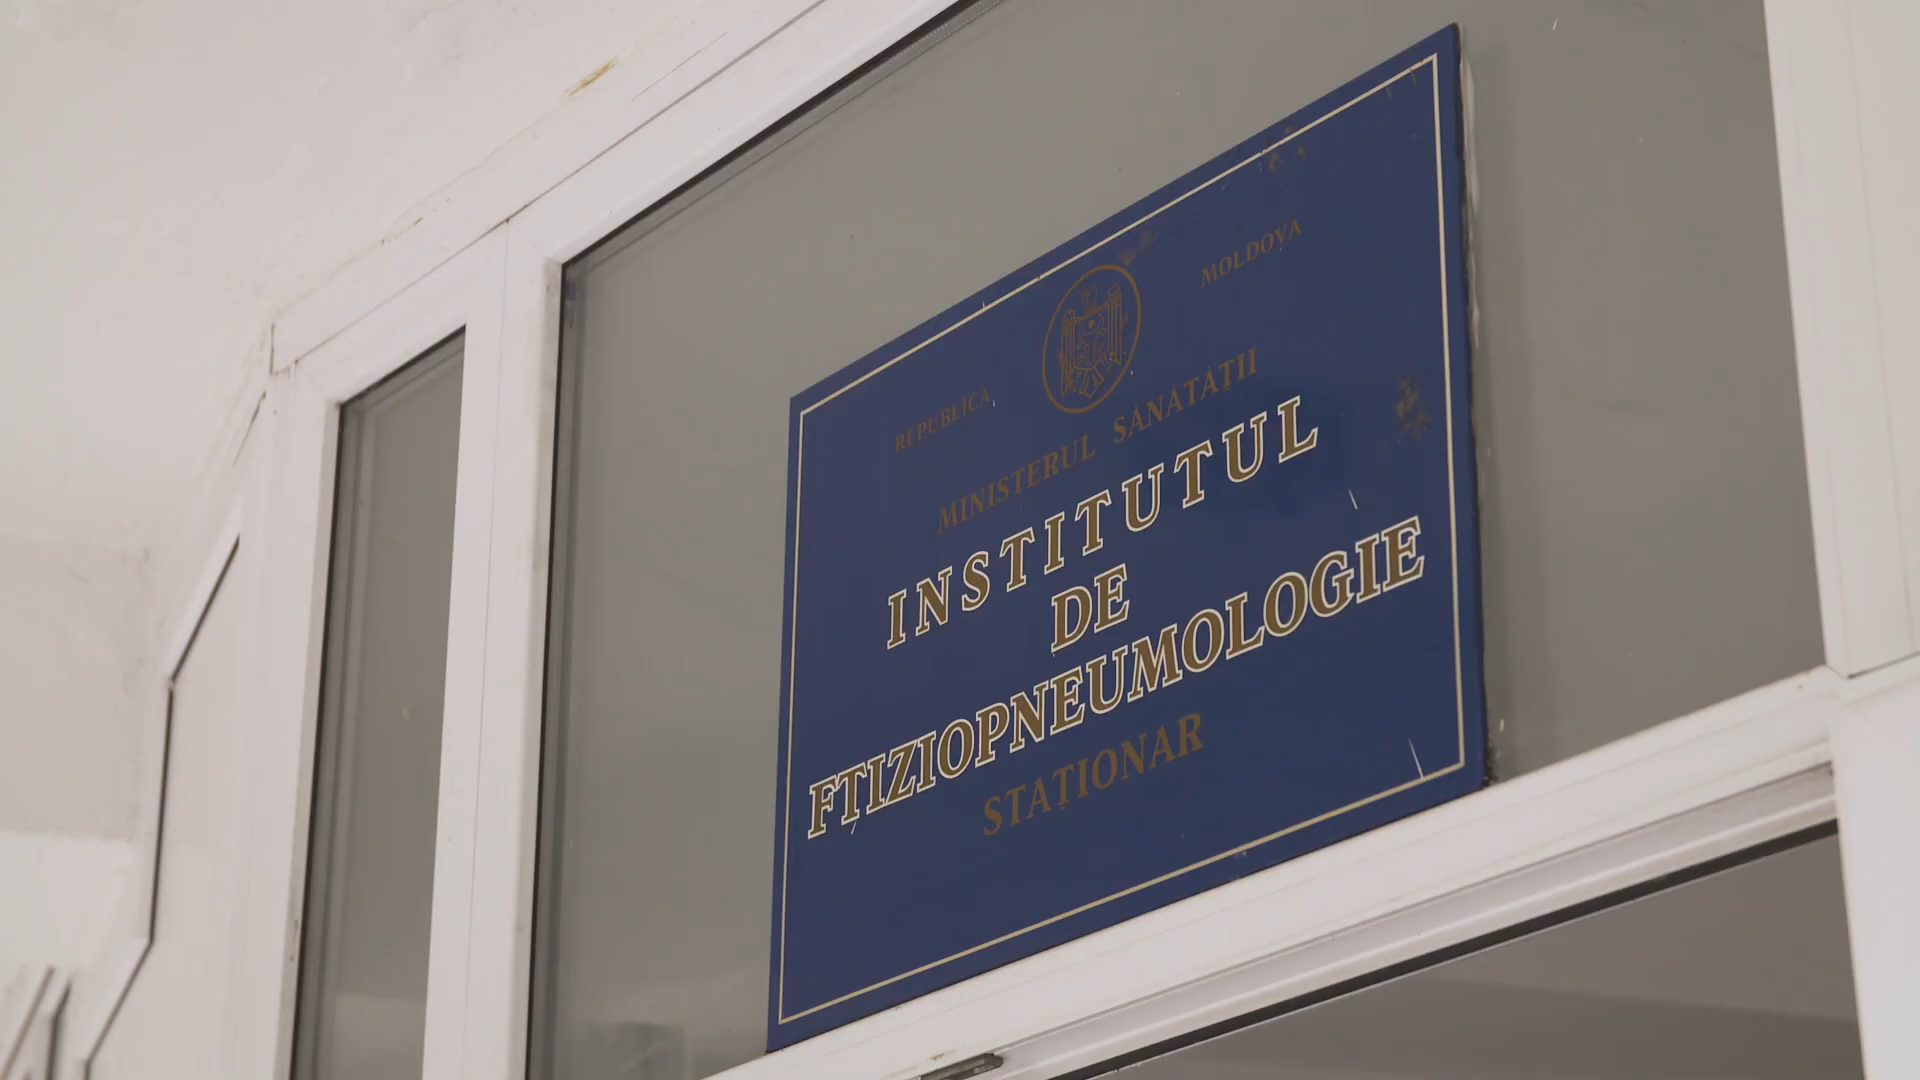 REPUBLICA MOLDOVA
MINISTERUL SĂNĂTĂȚII
INSTITUTUL
DE
FTIZIOPNEUMOLOGIE
STAȚIONAR